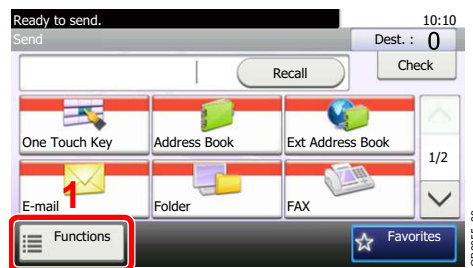 Ready to send.
10:10
Send
Dest. : 0
Recall
Check
One Touch Key
Address Book
Ext Address Book
1/2
E-mail
1
Folder
FAX
Functions
Favorites